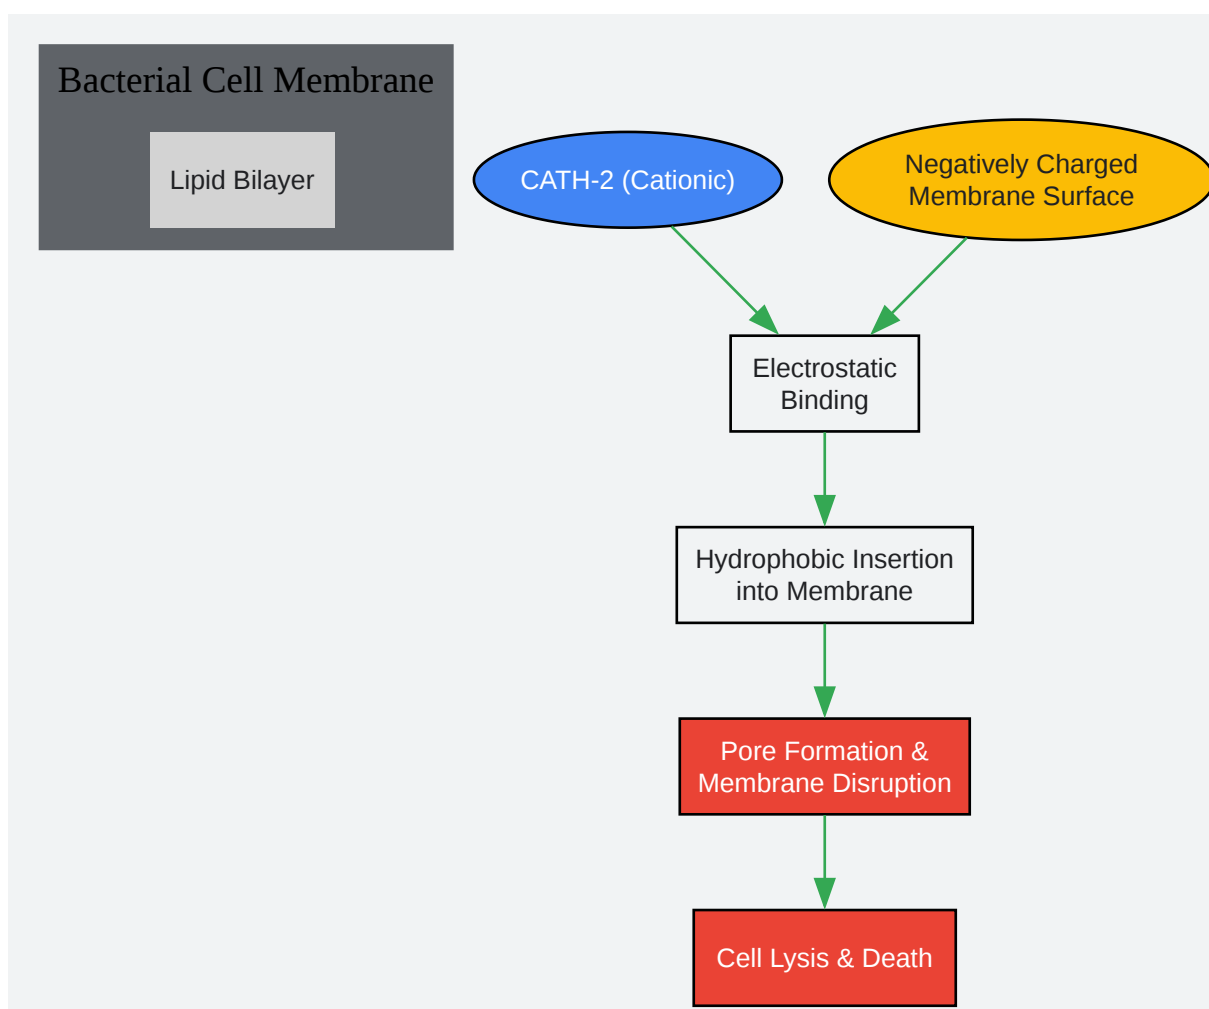 Bacterial Cell Membrane
Lipid Bilayer
CATH-2 (Cationic)
Negatively Charged
Membrane Surface
Electrostatic
Binding
Hydrophobic Insertion
into Membrane
Pore Formation &
Membrane Disruption
Cell Lysis & Death